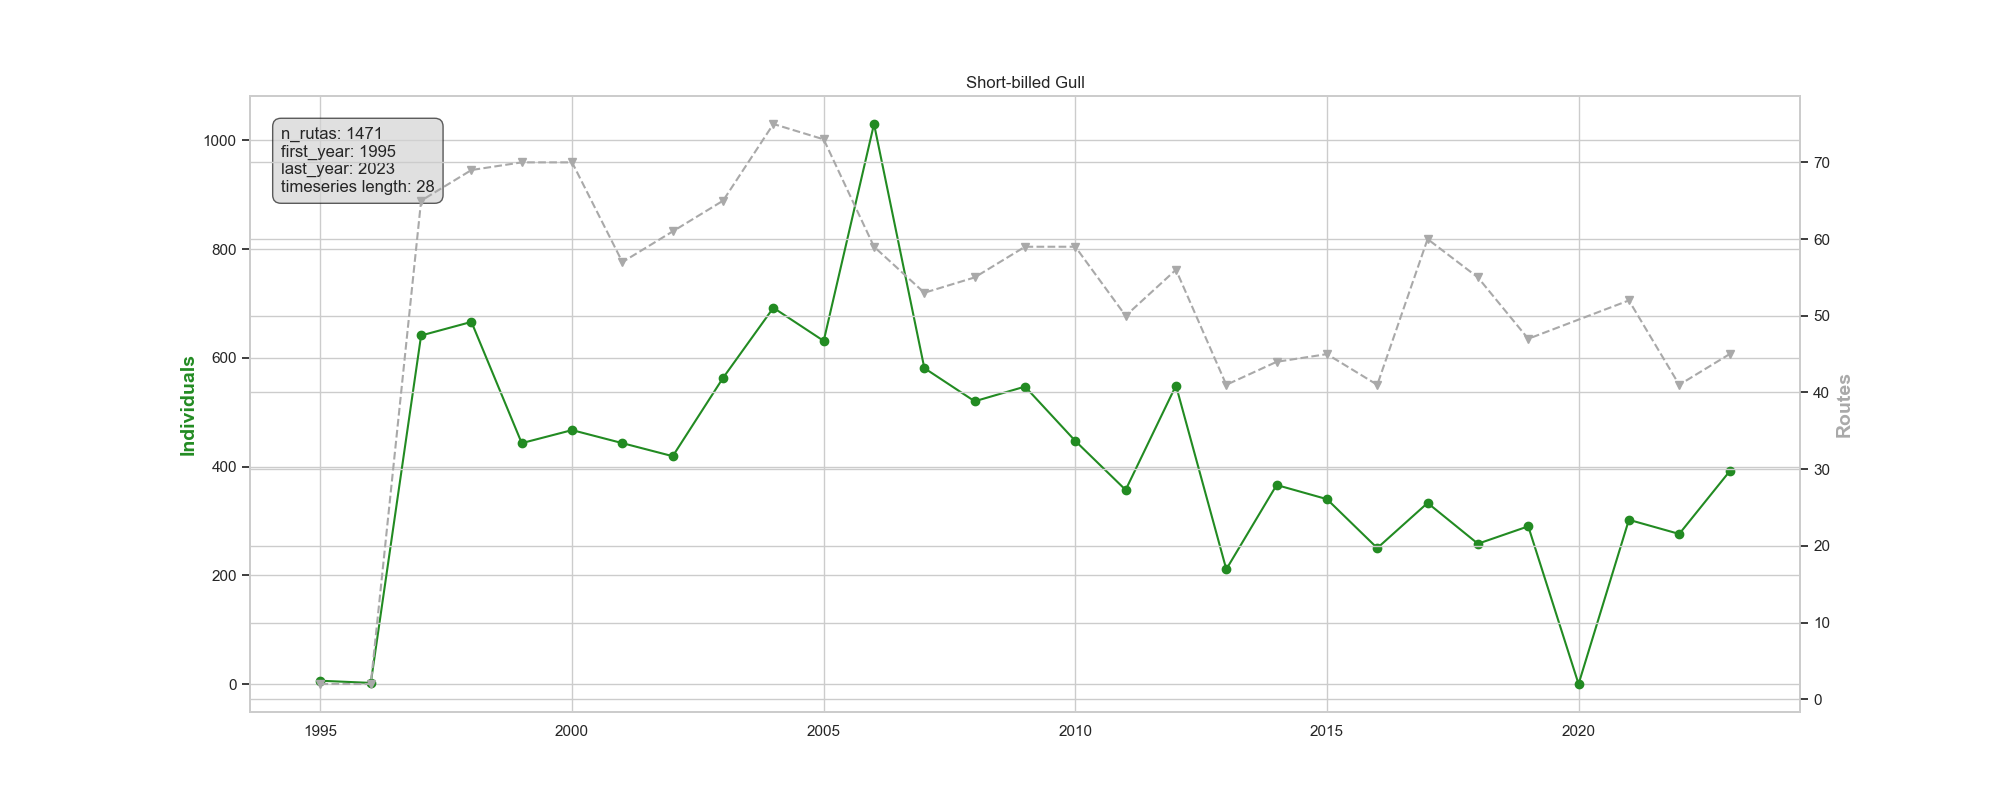 Short-billed Gull
n_rutas: 1471
first_year: 1995
last_year: 2023
timeseries length: 28
1000
800
600
400
200
0
Individuals
70
60
50
40
30
20
10
0
Routes
1995
2000
2005
2010
2015
2020